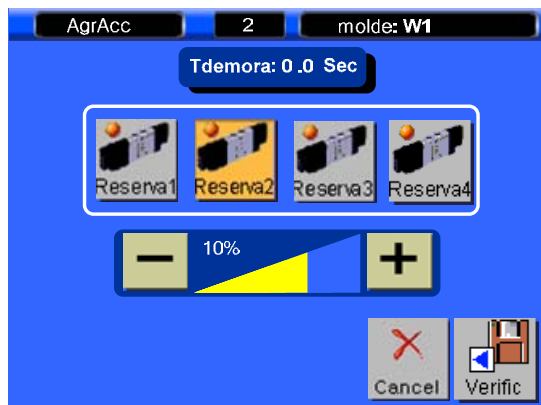 AgrAcc 2 molde: W1
Tdemora: 0.0 Sec
Reserva1 Reserva2 Reserva3 Reserva4
10%
Cancel Verific